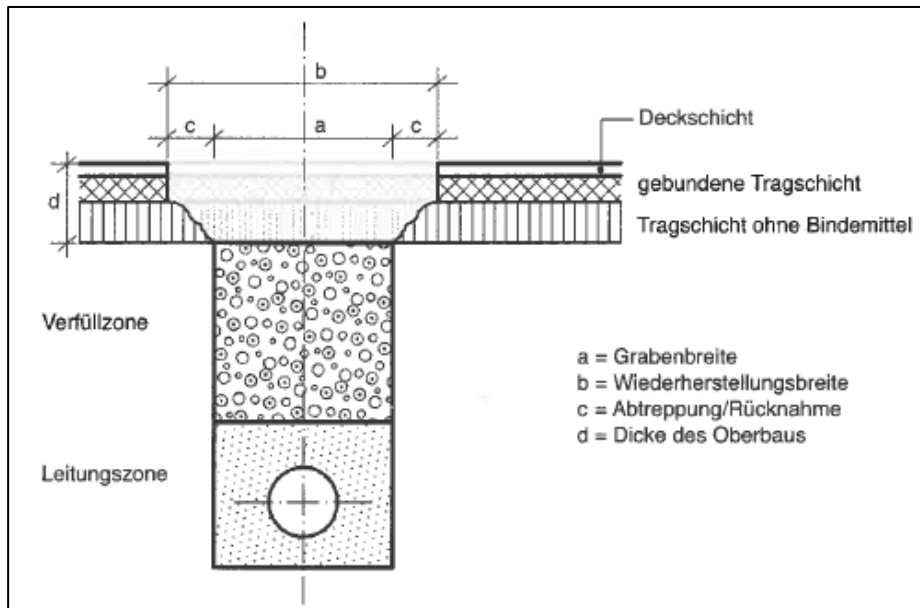 b
c a c
Deckschicht
d
gebundene Tragschicht
Tragschicht ohne Bindemittel
Verfüllzone
a = Grabenbreite
b = Wiederherstellungsbreite
c = Abtreppung/Rücknahme
d = Dicke des Oberbaus
Leitungszone